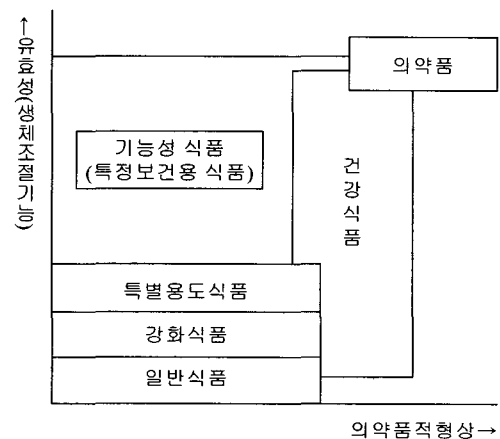 ←유효성(생체조절기능)
의약품
기능성 식품
(특정보건용 식품)
건강식품
특별용도식품
강화식품
일반식품
의약품적형상→